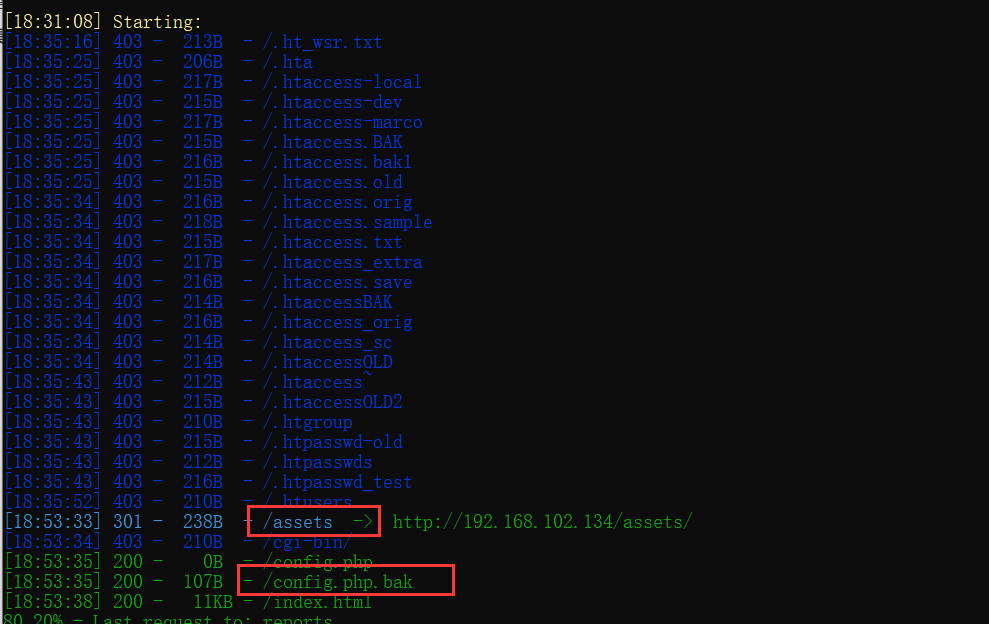 [18:31:08] Starting:
[18:35:16] 403 -  213B  - /.ht_wsr.txt
[18:35:25] 403 -  206B  - /.hta
[18:35:25] 403 -  217B  - /.htaccess-local
[18:35:25] 403 -  215B  - /.htaccess-dev
[18:35:25] 403 -  217B  - /.htaccess-marco
[18:35:25] 403 -  215B  - /.htaccess.BAK
[18:35:25] 403 -  216B  - /.htaccess.bak1
[18:35:25] 403 -  215B  - /.htaccess.old
[18:35:34] 403 -  216B  - /.htaccess.orig
[18:35:34] 403 -  218B  - /.htaccess.sample
[18:35:34] 403 -  215B  - /.htaccess.txt
[18:35:34] 403 -  217B  - /.htaccess_extra
[18:35:34] 403 -  216B  - /.htaccess.save
[18:35:34] 403 -  214B  - /.htaccessBAK
[18:35:34] 403 -  216B  - /.htaccess_orig
[18:35:34] 403 -  214B  - /.htaccess_sc
[18:35:34] 403 -  214B  - /.htaccessOLD
[18:35:43] 403 -  212B  - /.htaccess~
[18:35:43] 403 -  215B  - /.htaccessOLD2
[18:35:43] 403 -  210B  - /.htgroup
[18:35:43] 403 -  215B  - /.htpasswd-old
[18:35:43] 403 -  212B  - /.htpasswds
[18:35:43] 403 -  216B  - /.htpasswd_test
[18:35:52] 403 -  210B  - /.htusers
[18:53:33] 301 -  238B  - /assets  ->  http://192.168.102.134/assets/
[18:53:34] 403 -  210B  - /cgi-bin/
[18:53:35] 200 -    0B  - /config.php
[18:53:35] 200 -  107B  - /config.php.bak
[18:53:38] 200 -   11KB - /index.html
80.20% - Last request to: reports